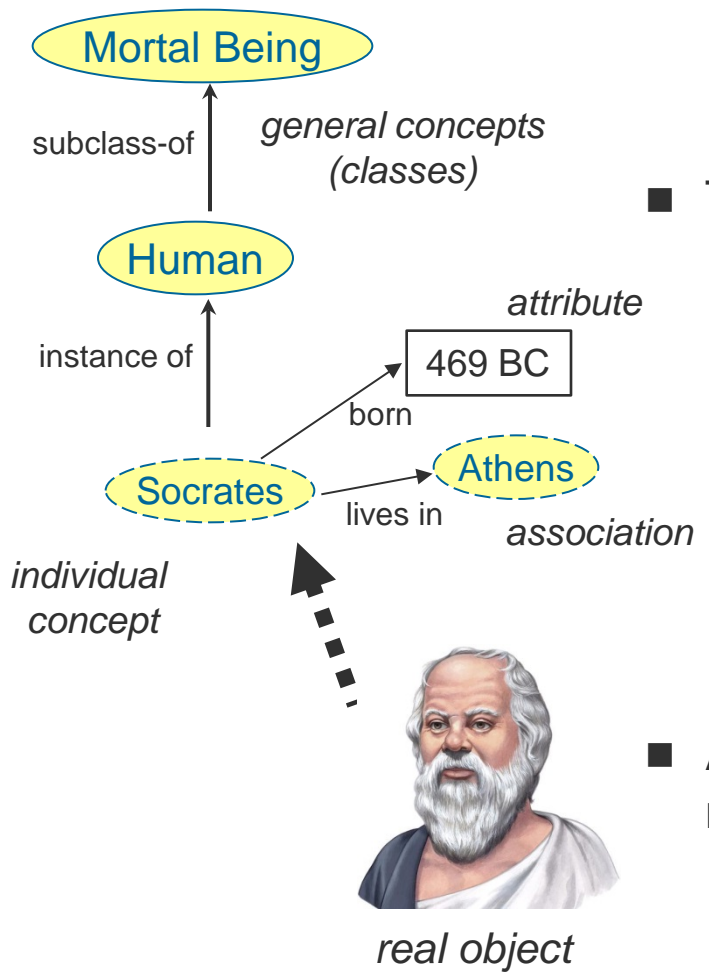 Mortal Being
subclass-of
general concepts
(classes)
Human
attribute
instance of
469 BC
born
Socrates
Athens
lives in
association
individual
concept
real object